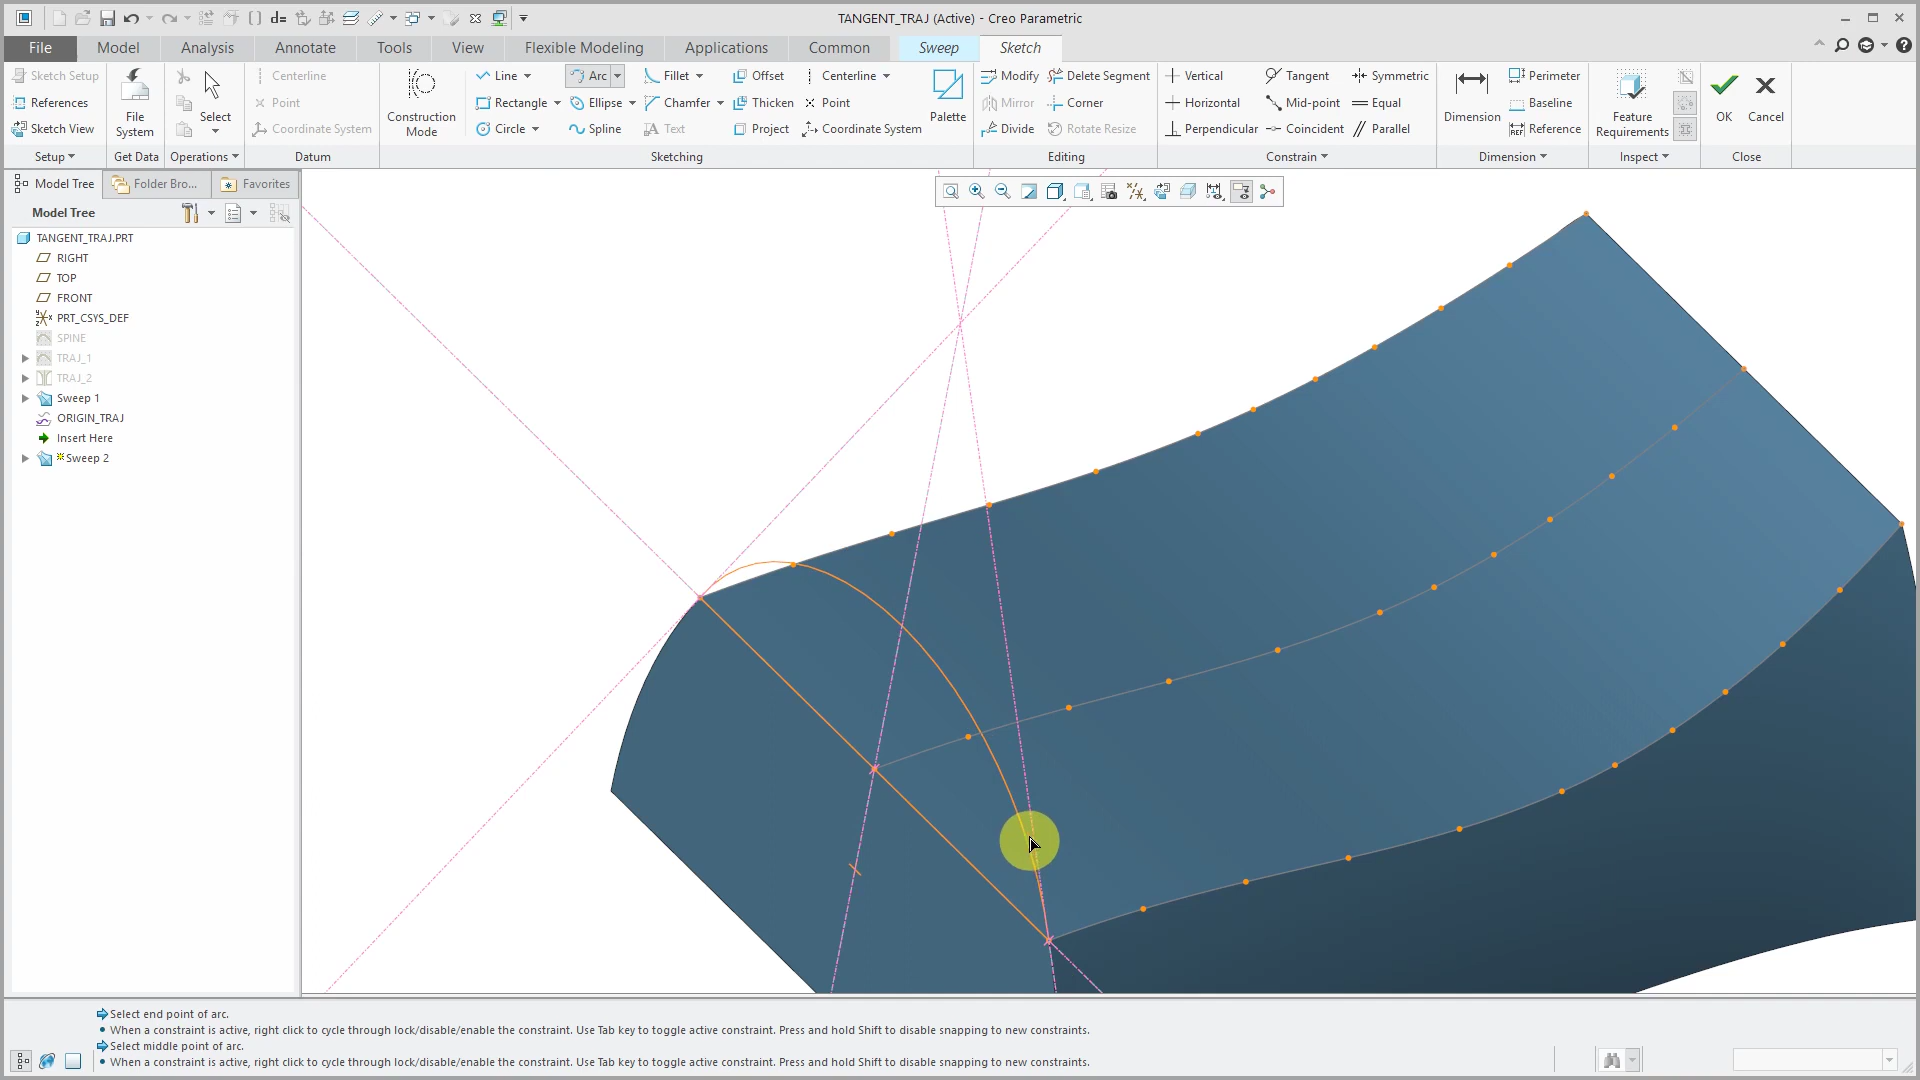 TANGENT_TRAJ (Active) - Creo Parametric
File Model Analysis Annotate Tools View Flexible Modeling Applications Common Sweep Sketch
Sketch Setup
References
Sketch View
Setup
File System
Get Data
Select
Operations
Centerline
Point
Coordinate System
Datum
Construction Mode
Line Arc Fillet Offset Centerline
Rectangle Ellipse Chamfer Thicken Point
Circle Spline Text Project Coordinate System
Palette
Sketching
Modify Delete Segment
Mirror Corner
Divide Rotate Resize
Editing
Vertical Tangent Symmetric
Horizontal Mid-point Equal
Perpendicular Coincident Parallel
Constrain
Dimension
Perimeter
Baseline
Reference
Dimension
Feature Requirements
Inspect
OK
Cancel
Close
Model Tree Folder Bro... Favorites
Model Tree
TANGENT_TRAJ.PRT
RIGHT
TOP
FRONT
PRT_CSYS_DEF
SPINE
TRAJ_1
TRAJ_2
Sweep 1
ORIGIN_TRAJ
Insert Here
Sweep 2
Select end point of arc.
• When a constraint is active, right click to cycle through lock/disable/enable the constraint. Use Tab key to toggle active constraint. Press and hold Shift to disable snapping to new constraints.
Select middle point of arc.
• When a constraint is active, right click to cycle through lock/disable/enable the constraint. Use Tab key to toggle active constraint. Press and hold Shift to disable snapping to new constraints.